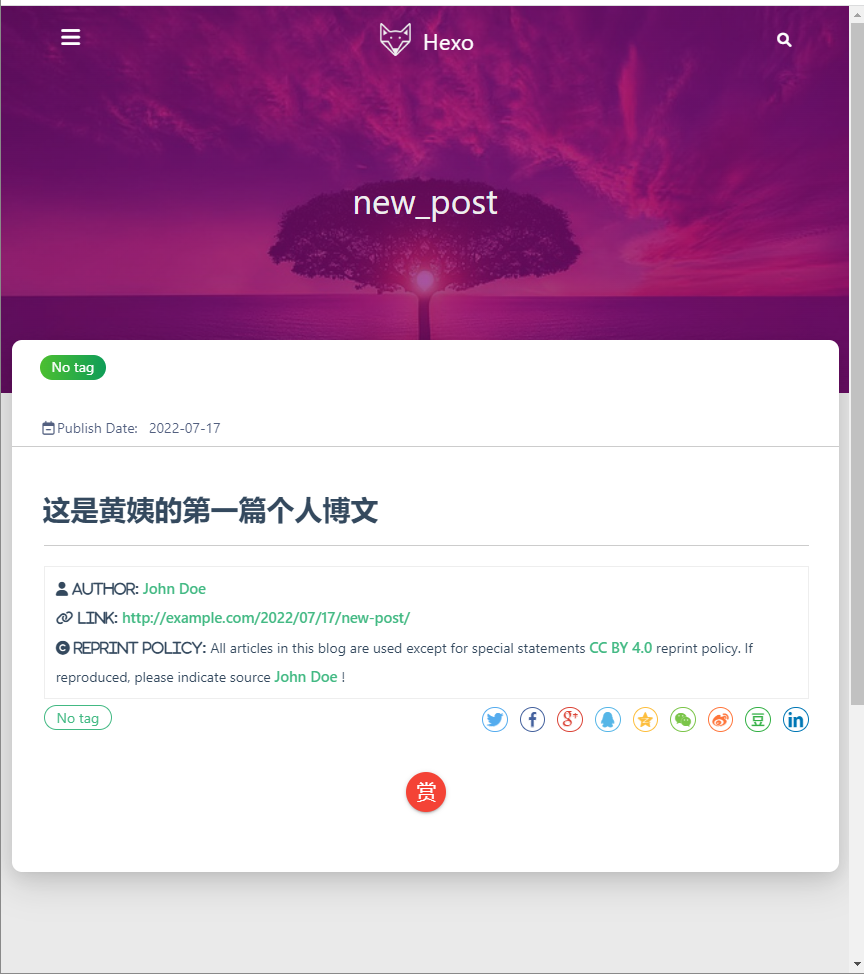 Hexo
new_post
No tag
Publish Date: 2022-07-17
这是黄姨的第一篇个人博文
AUTHOR: John Doe
LINK: http://example.com/2022/07/17/new-post/
REPRINT POLICY: All articles in this blog are used except for special statements CC BY 4.0 reprint policy. If
reproduced, please indicate source John Doe !
No tag
g+ 豆 in
赏